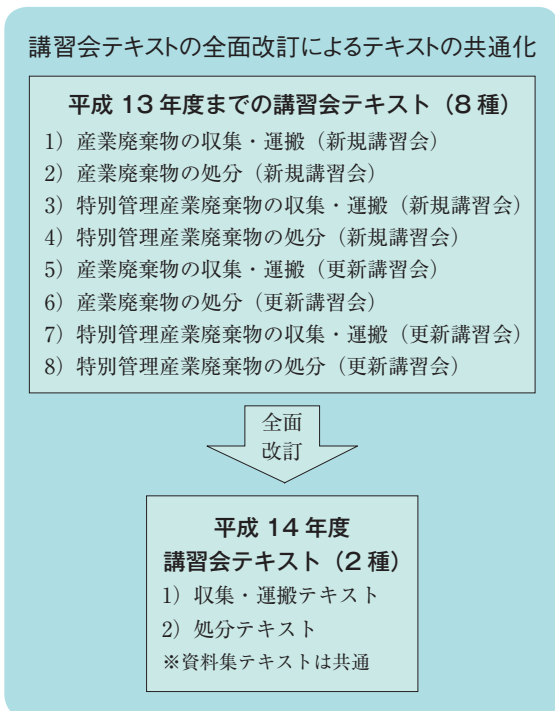 講習会テキストの全面改訂によるテキストの共通化
平成 13 年度までの講習会テキスト（8 種）
1）産業廃棄物の収集・運搬（新規講習会）
2）産業廃棄物の処分（新規講習会）
3）特別管理産業廃棄物の収集・運搬（新規講習会）
4）特別管理産業廃棄物の処分（新規講習会）
5）産業廃棄物の収集・運搬（更新講習会）
6）産業廃棄物の処分（更新講習会）
7）特別管理産業廃棄物の収集・運搬（更新講習会）
8）特別管理産業廃棄物の処分（更新講習会）
全面
改訂
平成 14 年度
講習会テキスト（2 種）
1）収集・運搬テキスト
2）処分テキスト
※資料集テキストは共通